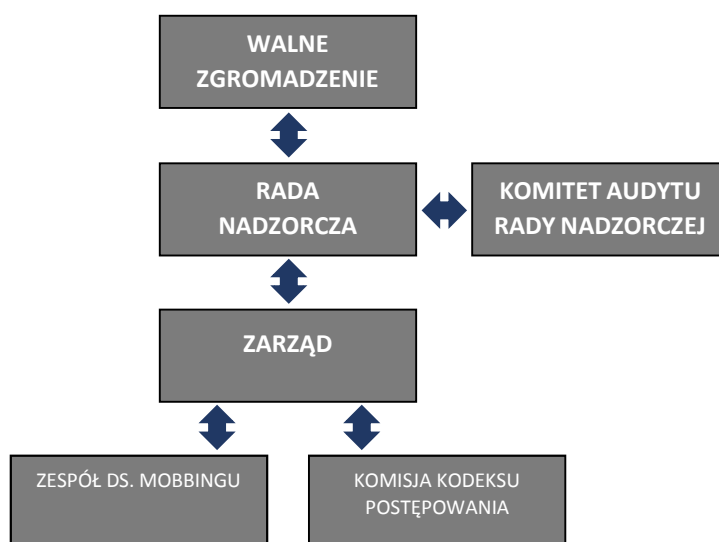 WALNE
ZGROMADZENIE
RADA
NADZORCZA
KOMITET AUDYTU
RADY NADZORCZEJ
ZARZĄD
ZESPÓŁ DS. MOBBINGU
KOMISJA KODEKSU
POSTĘPOWANIA